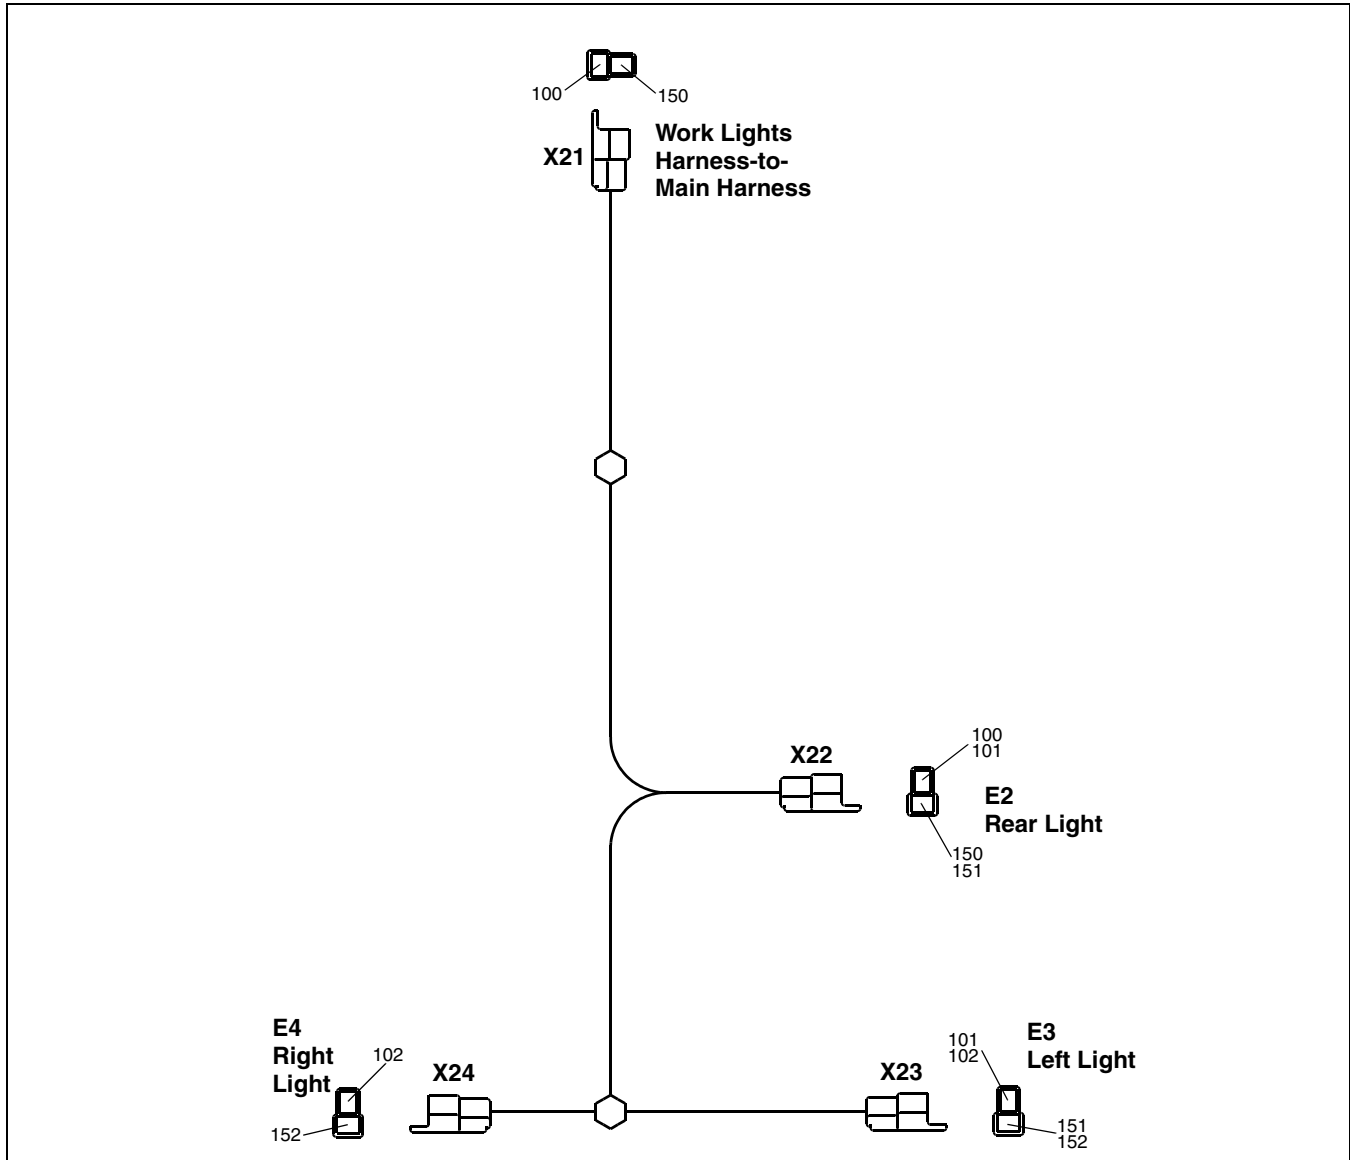 100
150
X21
Work Lights
Harness-to-
Main Harness
X22
100
101
E2
Rear Light
150
151
E4
Right
Light
102
X24
152
X23
101
102
E3
Left Light
151
152